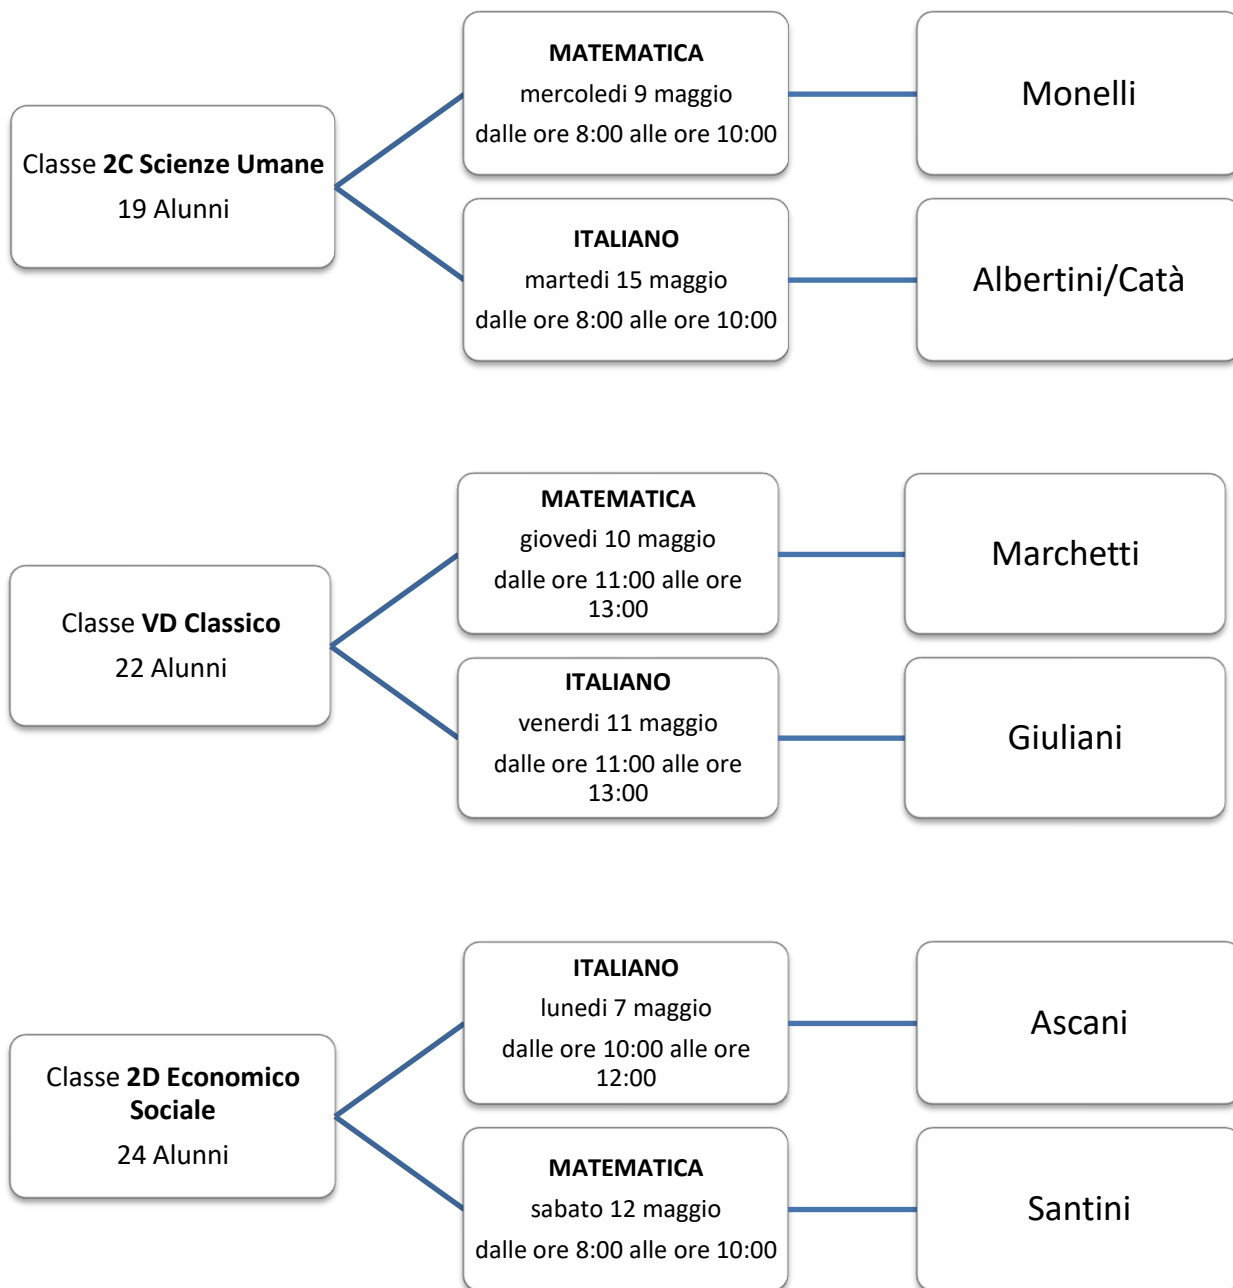 MATEMATICA
mercoledi 9 maggio
dalle ore 8:00 alle ore 10:00
Monelli
Classe 2C Scienze Umane
19 Alunni
ITALIANO
martedi 15 maggio
dalle ore 8:00 alle ore 10:00
Albertini/Catà
MATEMATICA
giovedi 10 maggio
dalle ore 11:00 alle ore
13:00
Marchetti
Classe VD Classico
22 Alunni
ITALIANO
venerdi 11 maggio
dalle ore 11:00 alle ore
13:00
Giuliani
ITALIANO
lunedi 7 maggio
dalle ore 10:00 alle ore
12:00
Ascani
Classe 2D Economico
Sociale
24 Alunni
MATEMATICA
sabato 12 maggio
dalle ore 8:00 alle ore 10:00
Santini